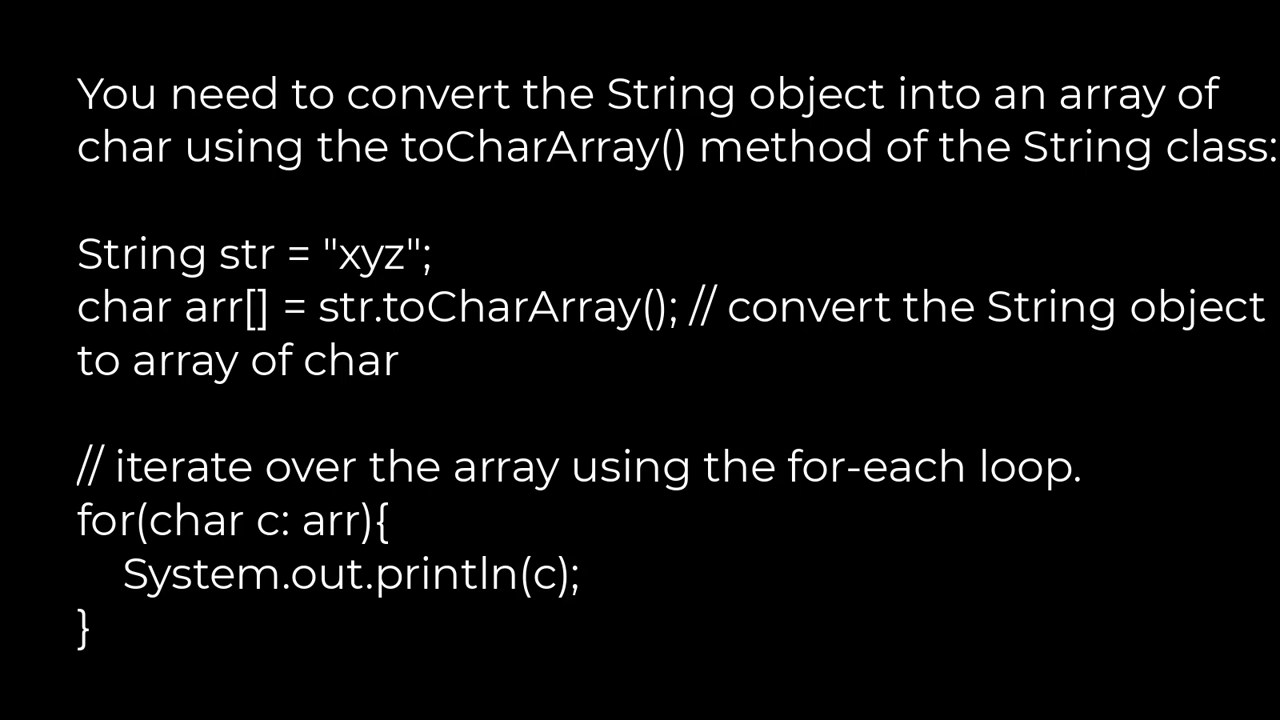 You need to convert the String object into an array of
char using the toCharArray() method of the String class:
String str = "xyz";
char arr[] = str.toCharArray(); // convert the String object
to array of char
// iterate over the array using the for-each loop.
for(char c: arr){
    System.out.println(c);
}